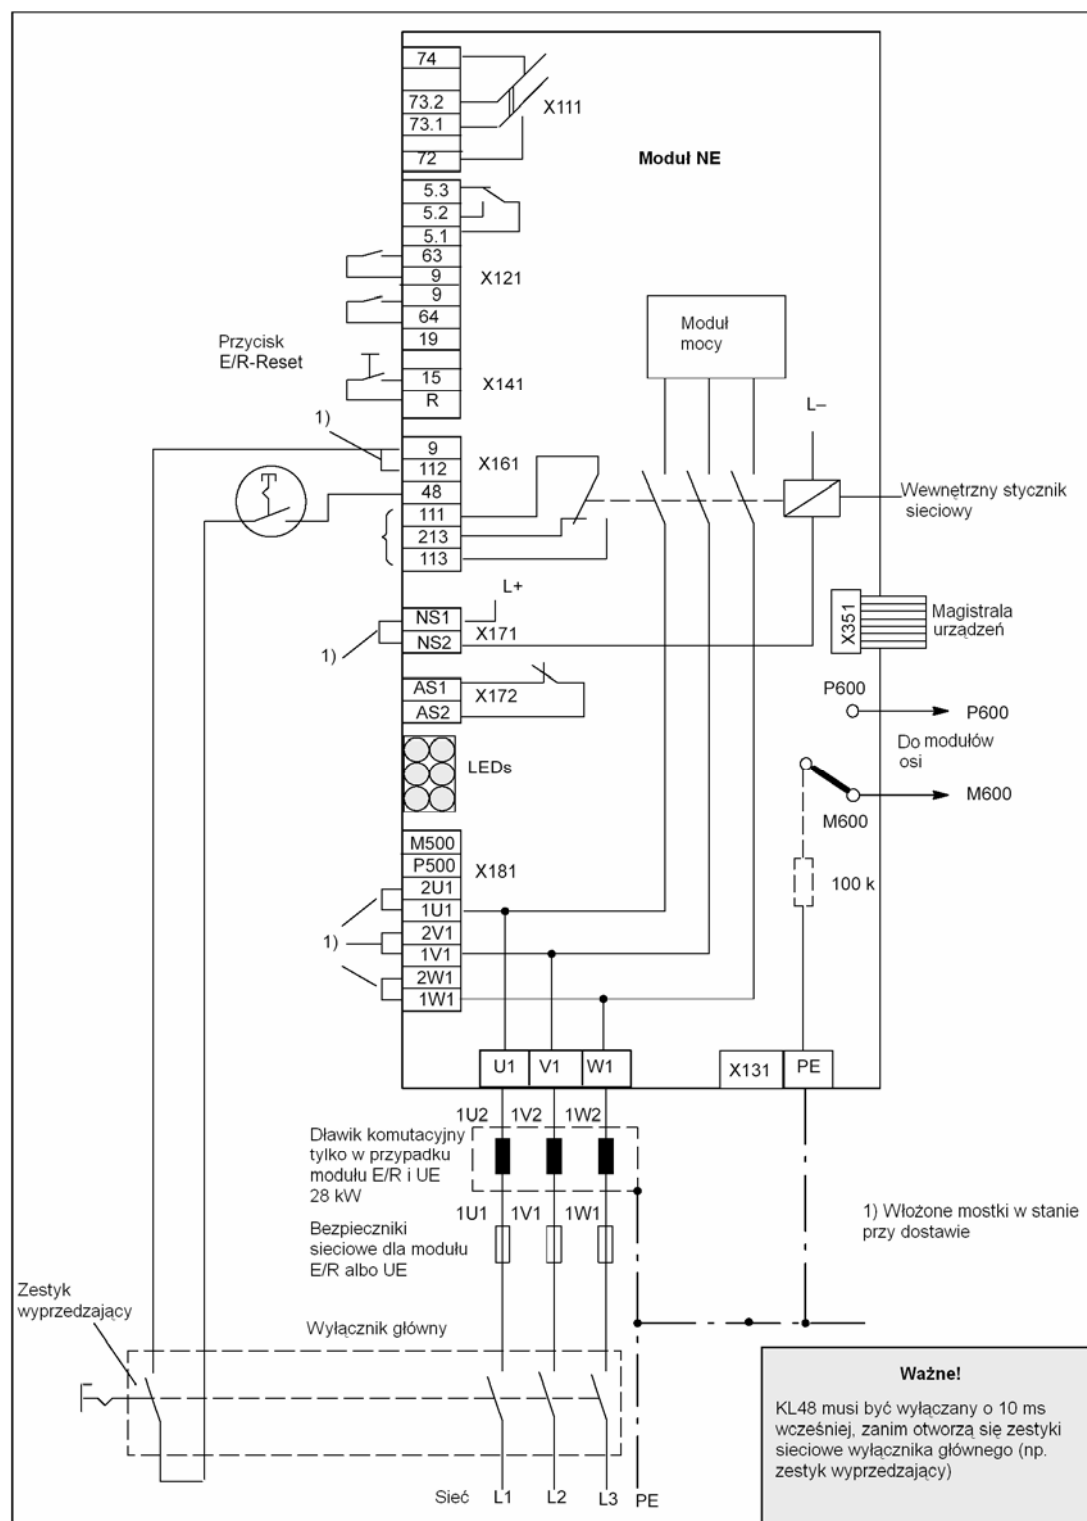 74
73.2
73.1
72
X111
Moduł NE
5.3
5.2
5.1
63
9
9
64
19
X121
Moduł
mocy
Przycisk
E/R-Reset
15
R
X141
L–
1)
9
112
48
111
213
113
X161
Wewnętrzny stycznik
sieciowy
L+
NS1
NS2
X171
1)
X351
Magistrala
urządzeń
AS1
AS2
X172
P600
P600
Do modułów
osi
LEDs
M600
M600
M500
P500
2U1
1U1
2V1
1V1
2W1
1W1
X181
1)
100 k
U1
V1
W1
X131
PE
1U2
1V2
1W2
Dławik komutacyjny
tylko w przypadku
modułu E/R i UE
28 kW
1U1
1V1
1W1
Bezpieczniki
sieciowe dla modułu
E/R albo UE
1) Włożone mostki w stanie
przy dostawie
Zestyk
wyprzedzający
Wyłącznik główny
Ważne!
KL48 musi być wyłączany o 10 ms
wcześniej, zanim otworzą się zestyki
sieciowe wyłącznika głównego (np.
zestyk wyprzedzający)
Sieć
L1
L2
L3
PE